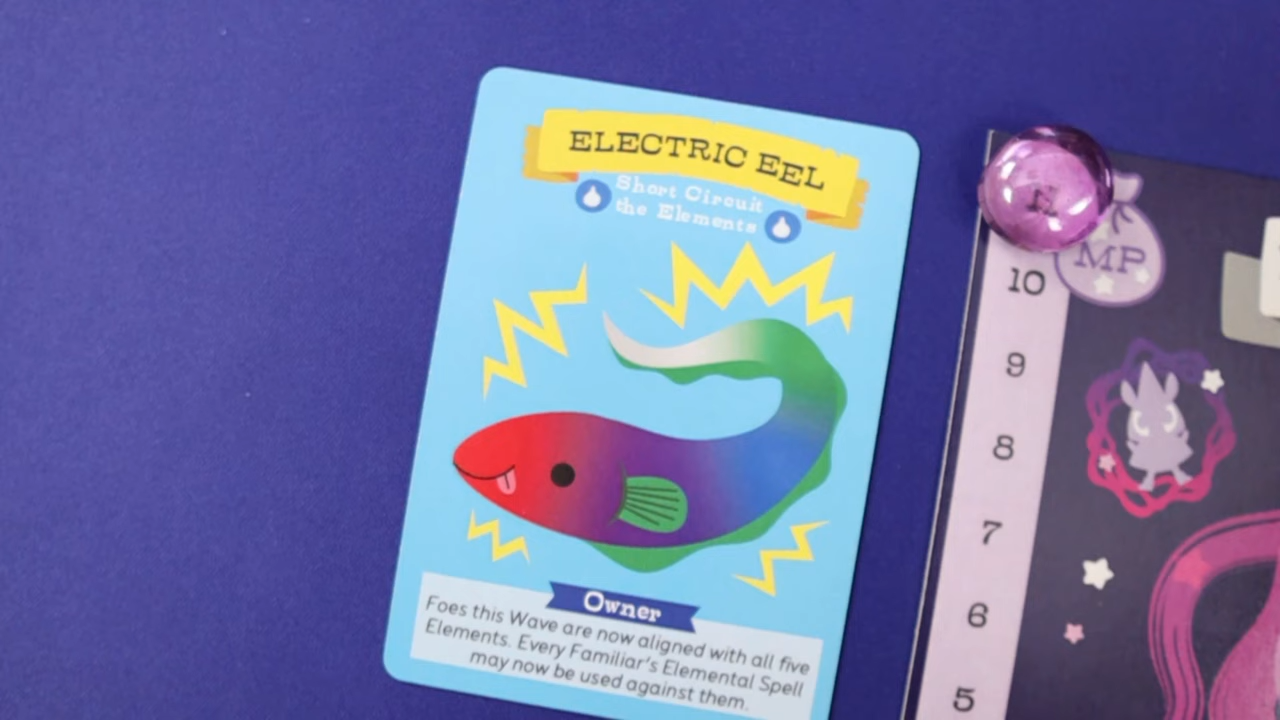 ELECTRIC EEL
Short Circuit
the Elements
Owner
Foes this Wave are now aligned with all five
Elements. Every Familiar's Elemental Spell
may now be used against them.
MP
10
9
8
7
6
5